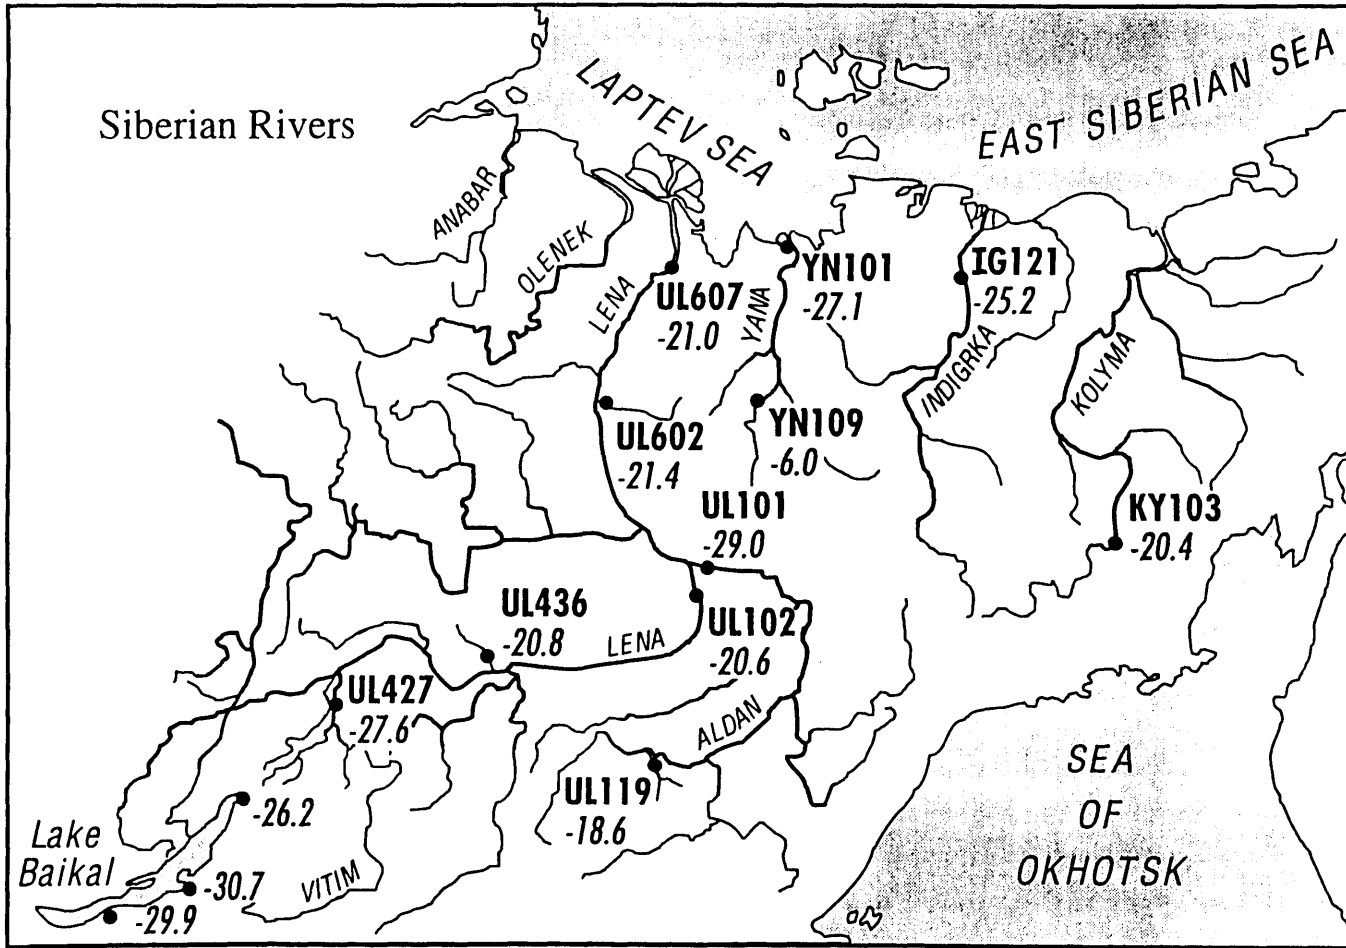 Siberian Rivers
LAPTEV SEA
EAST SIBERIAN SEA
ANABAR
OLENEK
LENA
UL607
-21.0
YANA
YN101
-27.1
IG121
-25.2
INDIGRKA
KOLYMA
UL602
-21.4
YN109
-6.0
UL101
-29.0
KY103
-20.4
UL436
-20.8
LENA
UL102
-20.6
UL427
-27.6
ALDAN
UL119
-18.6
-26.2
Lake
Baikal
-30.7
-29.9
VITIM
SEA
OF
OKHOTSK